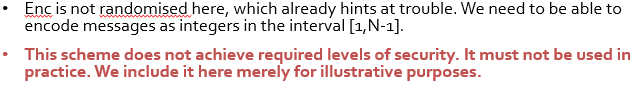 • Enc is not randomised here, which already hints at trouble. We need to be able to
encode messages as integers in the interval [1,N-1].
• This scheme does not achieve required levels of security. It must not be used in
practice. We include it here merely for illustrative purposes.